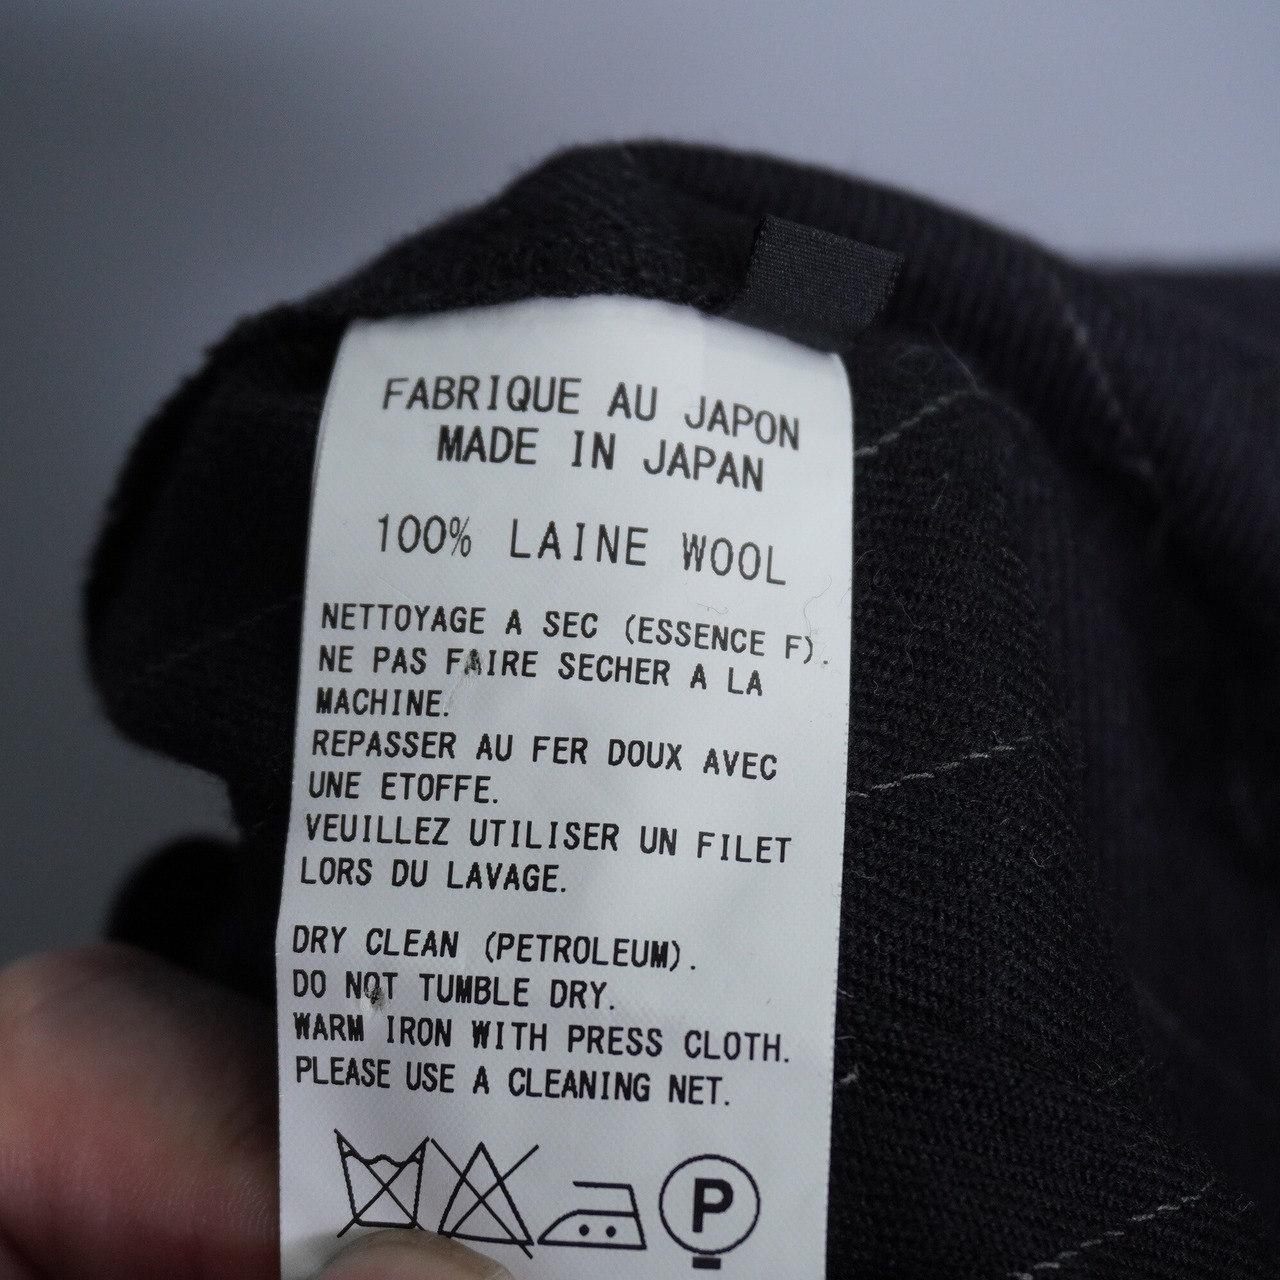 FABRIQUE AU JAPON
MADE IN JAPAN
100% LAINE WOOL
NETTOYAGE A SEC (ESSENCE F).
NE PAS FAIRE SECHER A LA
MACHINE.
REPASSER AU FER DOUX AVEC
UNE ETOFFE.
VEUILLEZ UTILISER UN FILET
LORS DU LAVAGE.
DRY CLEAN (PETROLEUM).
DO NOT TUMBLE DRY.
WARM IRON WITH PRESS CLOTH.
PLEASE USE A CLEANING NET.
P